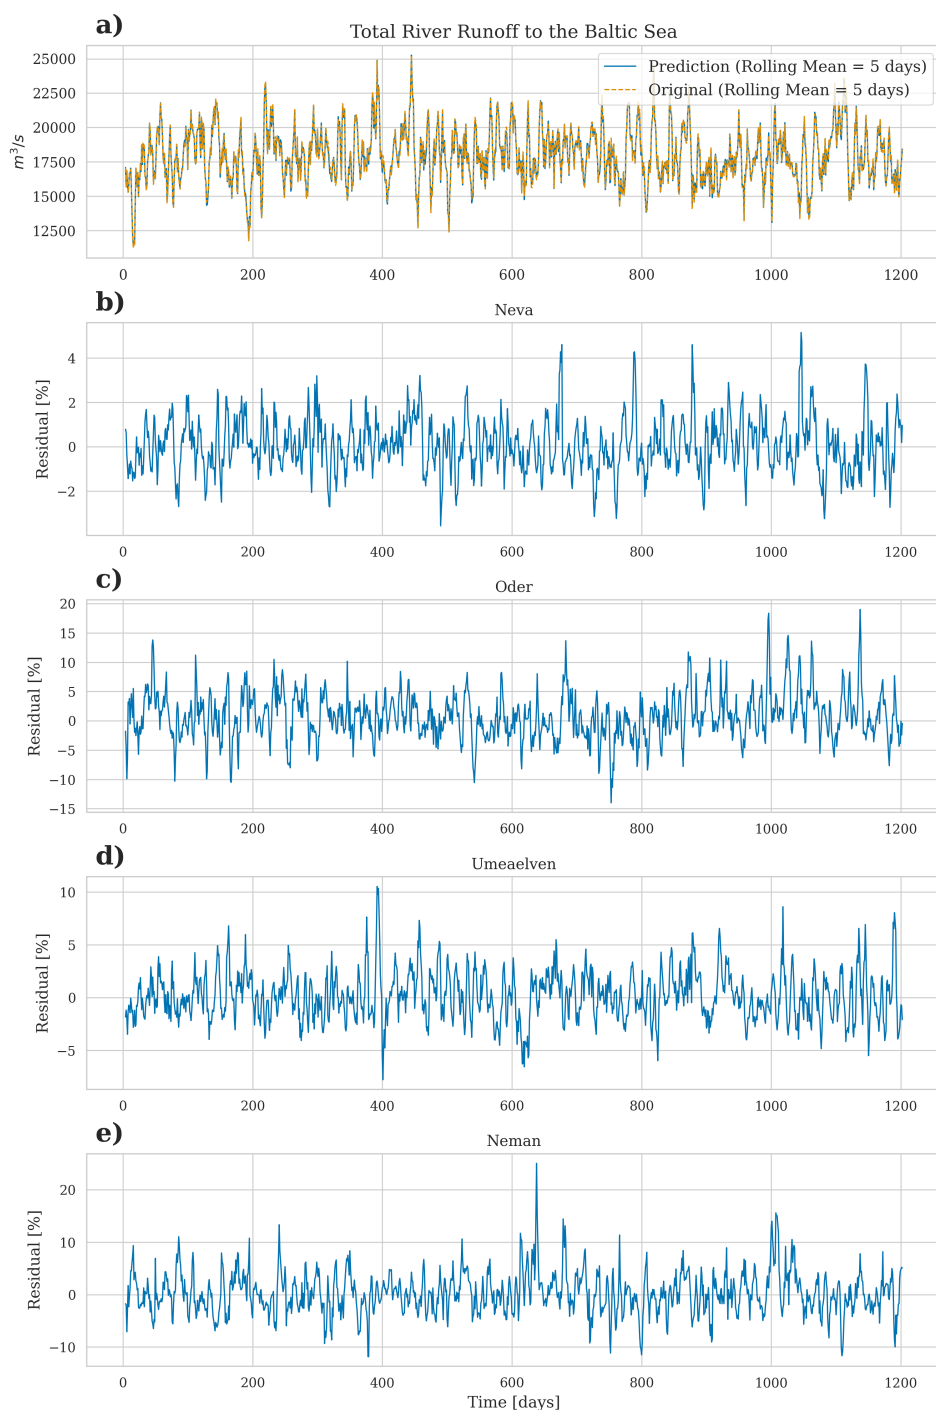 a)
Total River Runoff to the Baltic Sea
Prediction (Rolling Mean = 5 days)
Original (Rolling Mean = 5 days)
m³/s
25000
22500
20000
17500
15000
12500
0 200 400 600 800 1000 1200
b)
Neva
Residual [%]
4
2
0
−2
0 200 400 600 800 1000 1200
c)
Oder
Residual [%]
20
15
10
5
0
−5
−10
−15
0 200 400 600 800 1000 1200
d)
Umeaelven
Residual [%]
10
5
0
−5
0 200 400 600 800 1000 1200
e)
Neman
Residual [%]
20
10
0
−10
0 200 400 600 800 1000 1200
Time [days]